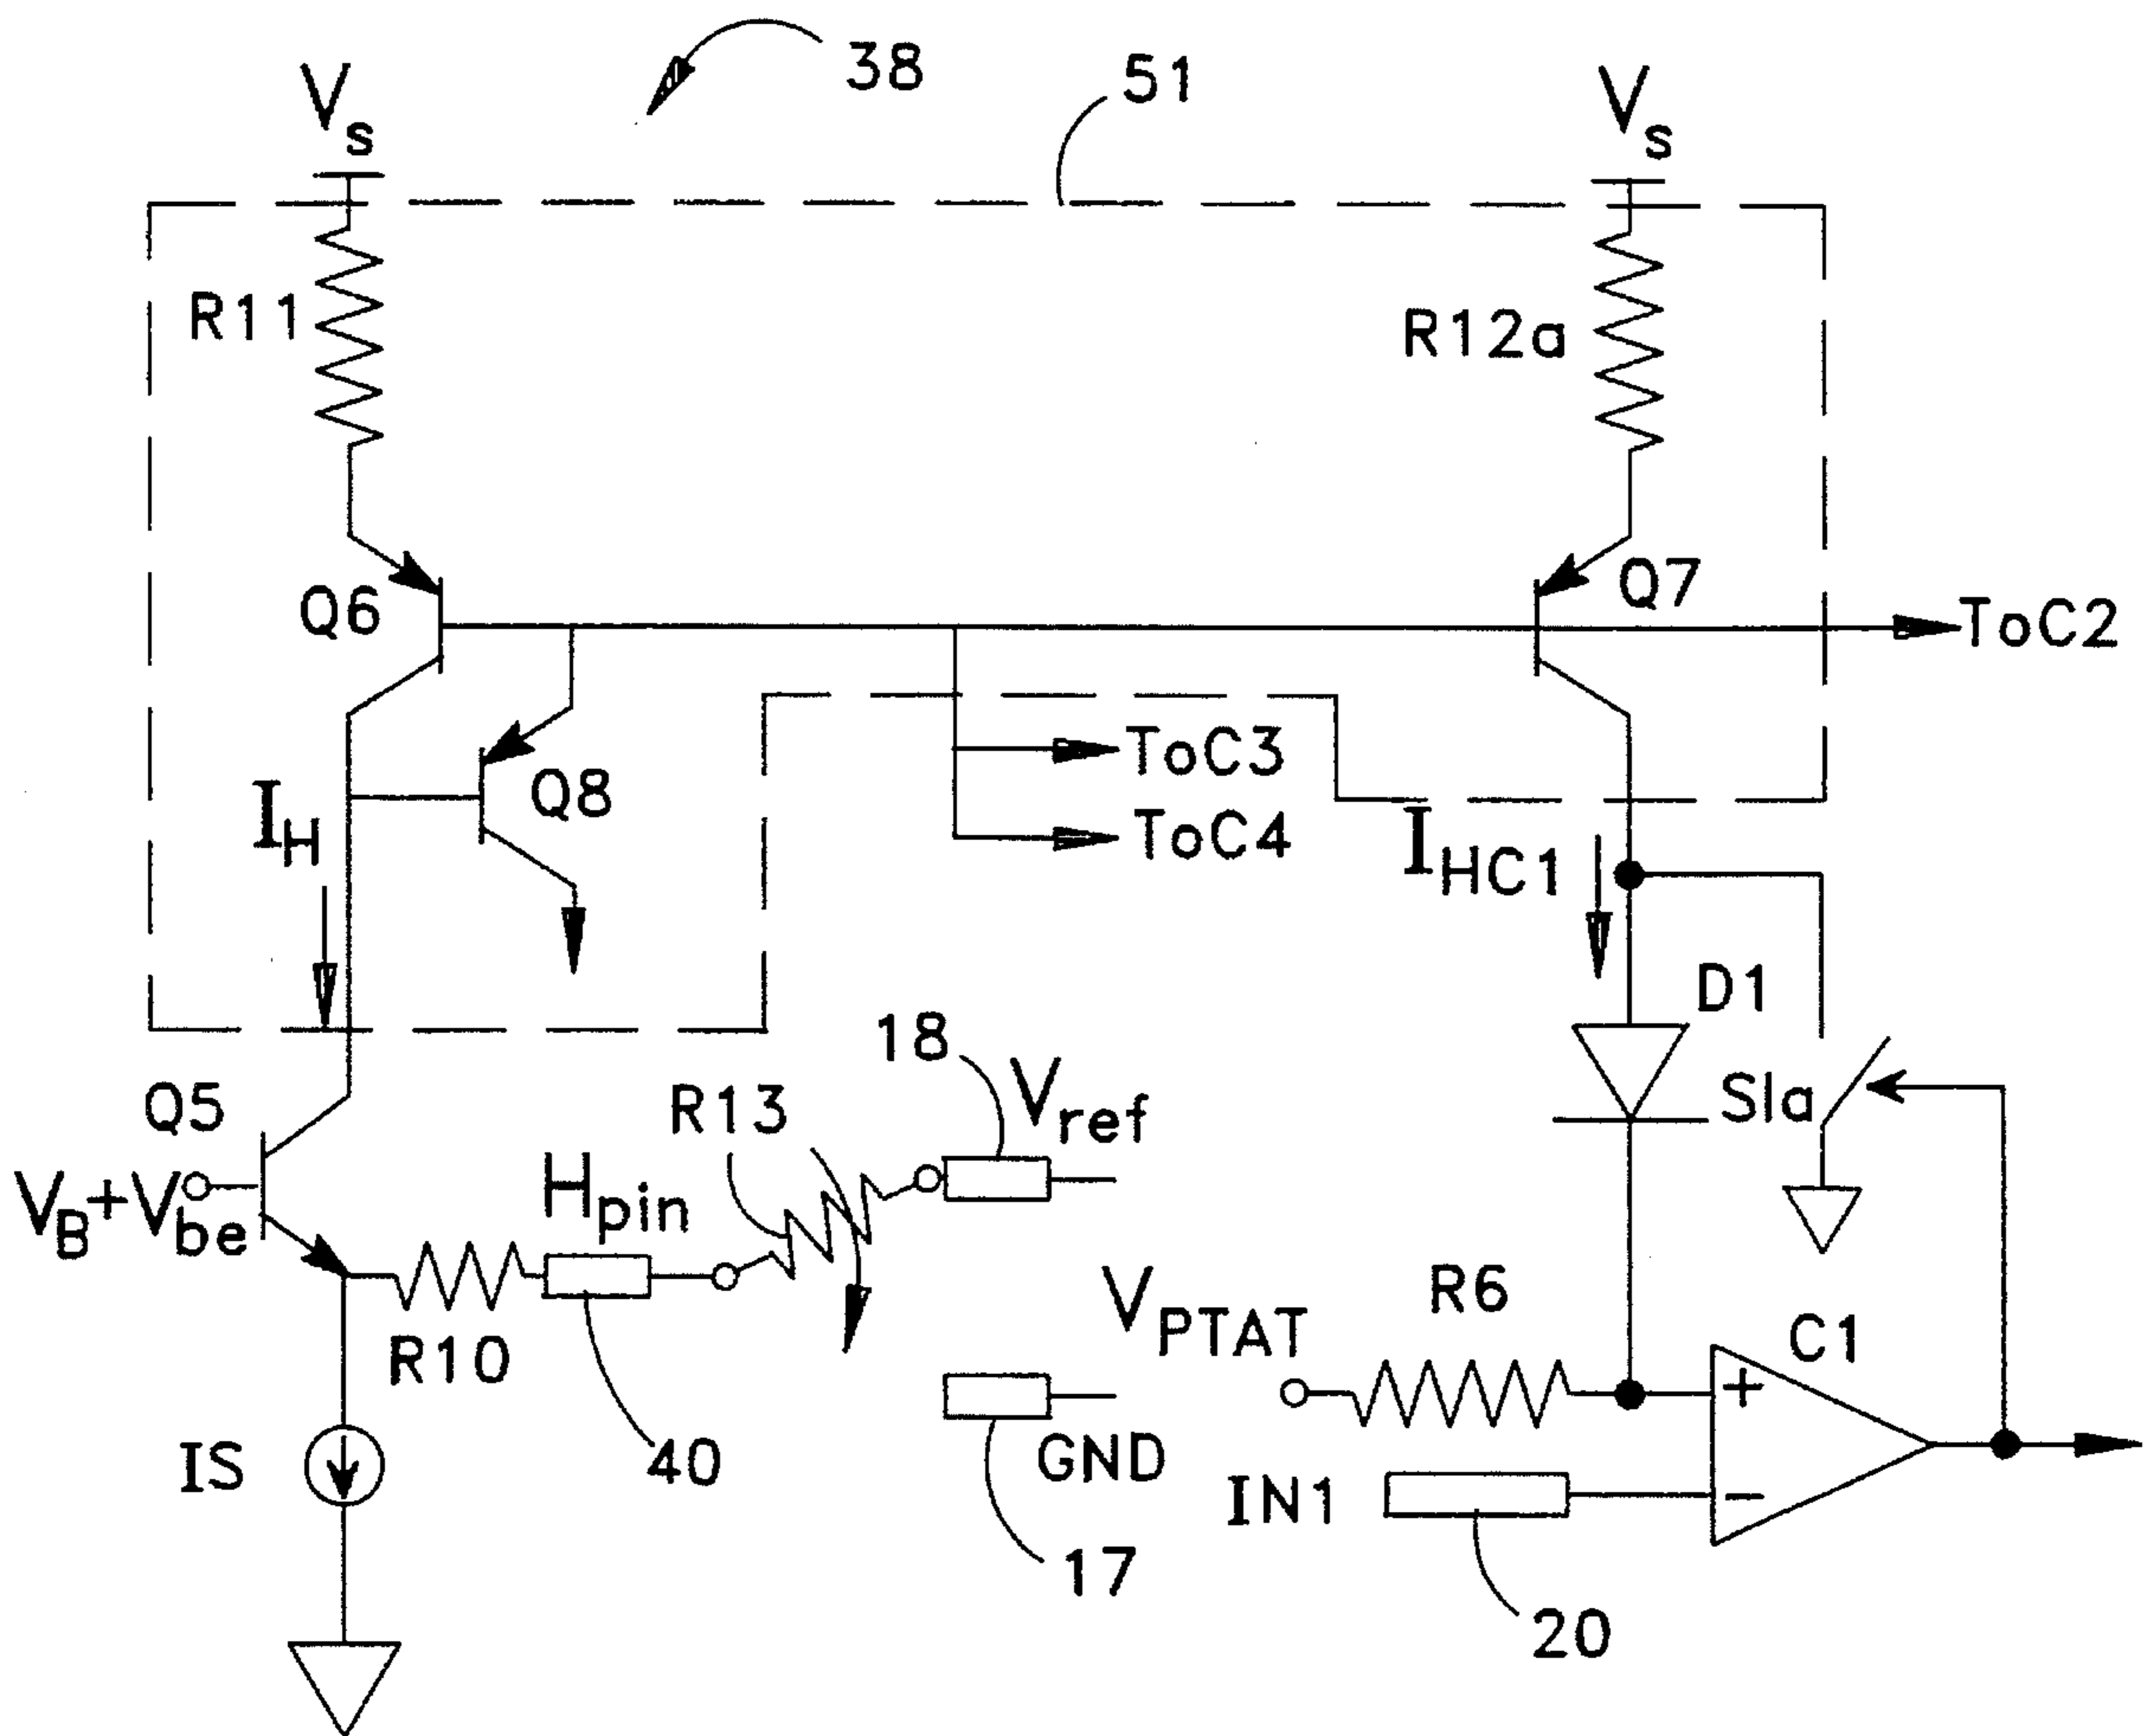 38
51
Vs
Vs
R11
R12a
Q6
Q7
ToC2
ToC3
Q8
IH
ToC4
IHC1
D1
18
Vref
Q5
R13
S1a
VB+Vbe
Hpin
VPTAT
R6
C1
R10
+
IS
40
GND
IN1
−
17
20